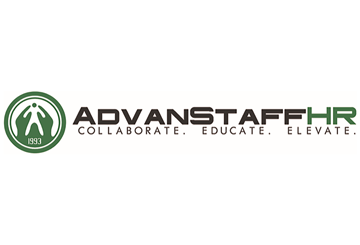 ADVANSTAFFHR
COLLABORATE. EDUCATE. ELEVATE.
1993